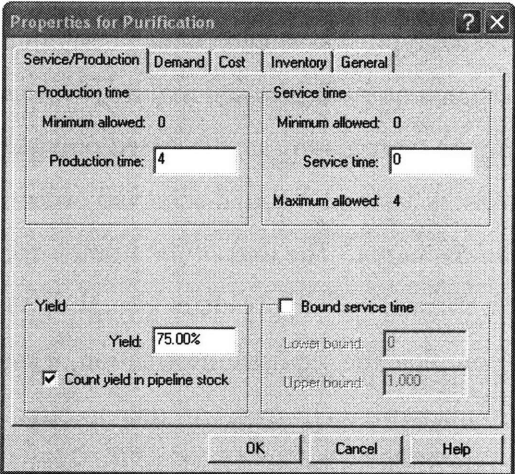 Properties for Purification
Service/Production Demand Cost Inventory General
Production time
Minimum allowed: 0
Production time: 4
Service time
Minimum allowed: 0
Service time: 0
Maximum allowed: 4
Yield
Yield: 75.00%
Count yield in pipeline stock
Bound service time
Lower bound: 0
Upper bound: 1,000
OK Cancel Help